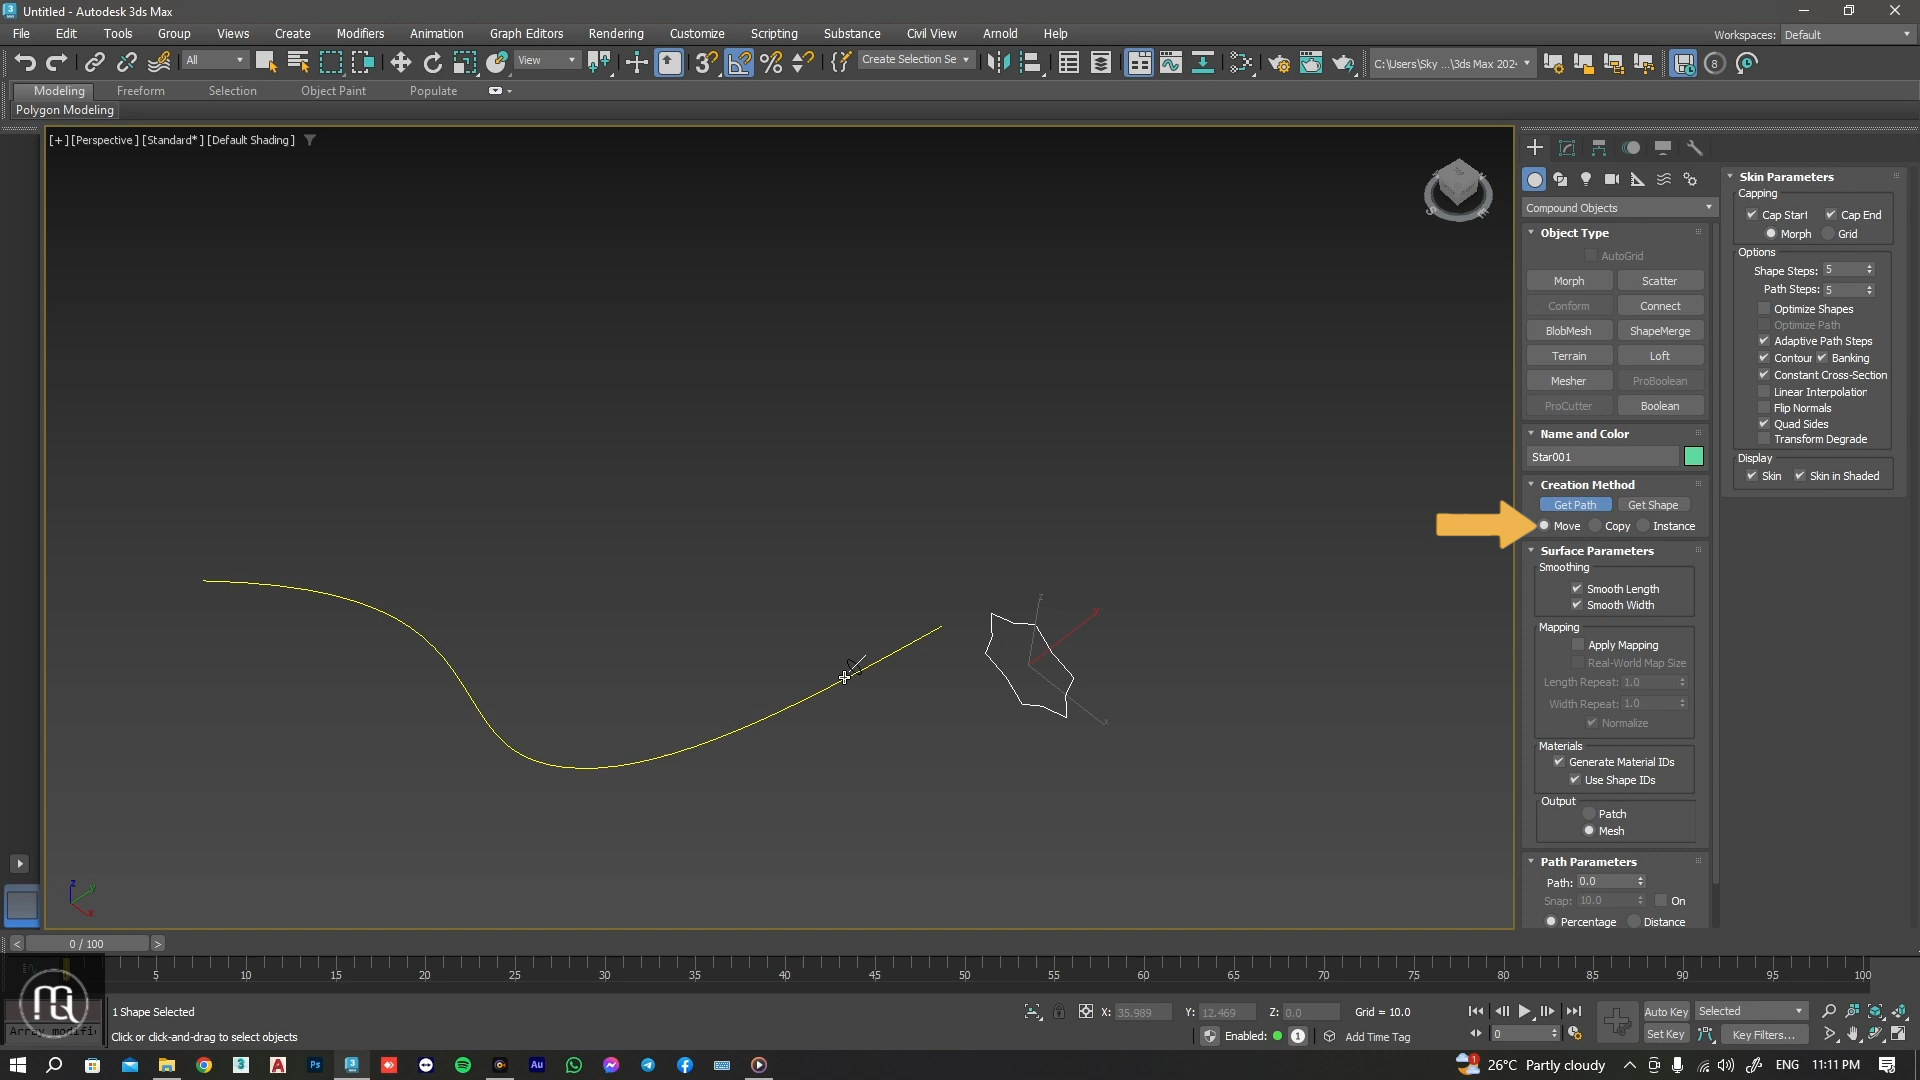 Untitled - Autodesk 3ds Max
File Edit Tools Group Views Create Modifiers Animation Graph Editors Rendering Customize Scripting Substance Civil View Arnold Help
Workspaces: Default
All
View
Create Selection Se
C:\Users\Sky ...\3ds Max 202
Modeling Freeform Selection Object Paint Populate
Polygon Modeling
[+] [Perspective] [Standard*] [Default Shading]
Compound Objects
Object Type
AutoGrid
Morph Scatter
Conform Connect
BlobMesh ShapeMerge
Terrain Loft
Mesher ProBoolean
ProCutter Boolean
Name and Color
Star001
Creation Method
Get Path Get Shape
Move Copy Instance
Surface Parameters
Smoothing
Smooth Length
Smooth Width
Mapping
Apply Mapping
Real-World Map Size
Length Repeat: 1.0
Width Repeat: 1.0
Normalize
Materials
Generate Material IDs
Use Shape IDs
Output
Patch
Mesh
Path Parameters
Path: 0.0
Snap: 10.0 On
Percentage Distance
Skin Parameters
Capping
Cap Start Cap End
Morph Grid
Options
Shape Steps: 5
Path Steps: 5
Optimize Shapes
Optimize Path
Adaptive Path Steps
Contour Banking
Constant Cross-Section
Linear Interpolation
Flip Normals
Quad Sides
Transform Degrade
Display
Skin Skin in Shaded
z
y
x
z
y
x
< 0 / 100 >
5 10 15 20 25 30 35 40 45 50 55 60 65 70 75 80 85 90 95 100
1 Shape Selected
Click or click-and-drag to select objects
Array modifi
X: 35.989 Y: 12.469 Z: 0.0 Grid = 10.0
Enabled: 1 Add Time Tag
0
Auto Key Selected
Set Key Key Filters...
26°C Partly cloudy ENG 11:11 PM